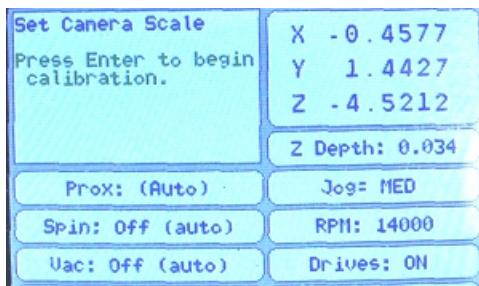 Set Camera Scale
Press Enter to begin
calibration.
X -0.4577
Y 1.4427
Z -4.5212
Z Depth: 0.034
Prox: (Auto)
Jog= MED
Spin: Off (auto)
RPM: 14000
Vac: Off (auto)
Drives: ON